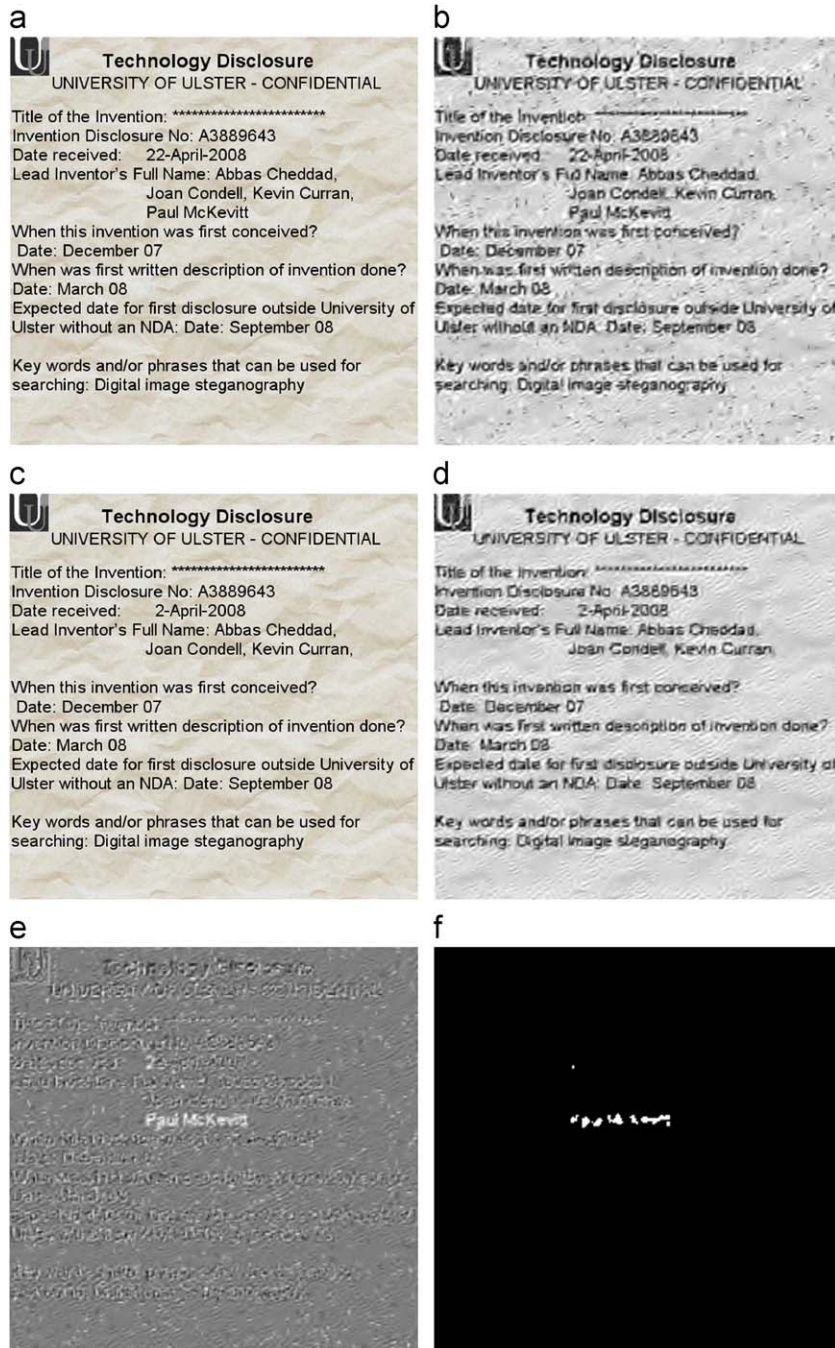 a
Technology Disclosure
UNIVERSITY OF ULSTER - CONFIDENTIAL
Title of the Invention: ************************
Invention Disclosure No: A3889643
Date received: 22-April-2008
Lead Inventor's Full Name: Abbas Cheddad,
Joan Condell, Kevin Curran,
Paul McKevitt
When this invention was first conceived?
Date: December 07
When was first written description of invention done?
Date: March 08
Expected date for first disclosure outside University of
Ulster without an NDA: Date: September 08
Key words and/or phrases that can be used for
searching: Digital image steganography
b
Technology Disclosure
UNIVERSITY OF ULSTER - CONFIDENTIAL
Title of the Invention: ************************
Invention Disclosure No: A3889643
Date received: 22-April-2008
Lead Inventor's Full Name: Abbas Cheddad,
Joan Condell, Kevin Curran,
Paul McKevitt
When this invention was first conceived?
Date: December 07
When was first written description of invention done?
Date: March 08
Expected date for first disclosure outside University of
Ulster without an NDA: Date: September 08
Key words and/or phrases that can be used for
searching: Digital image steganography
c
Technology Disclosure
UNIVERSITY OF ULSTER - CONFIDENTIAL
Title of the Invention: ************************
Invention Disclosure No: A3889643
Date received: 2-April-2008
Lead Inventor's Full Name: Abbas Cheddad,
Joan Condell, Kevin Curran,
When this invention was first conceived?
Date: December 07
When was first written description of invention done?
Date: March 08
Expected date for first disclosure outside University of
Ulster without an NDA: Date: September 08
Key words and/or phrases that can be used for
searching: Digital image steganography
d
Technology Disclosure
UNIVERSITY OF ULSTER - CONFIDENTIAL
Title of the Invention: ************************
Invention Disclosure No: A3889643
Date received: 2-April-2008
Lead Inventor's Full Name: Abbas Cheddad,
Joan Condell, Kevin Curran,
When this invention was first conceived?
Date: December 07
When was first written description of invention done?
Date: March 08
Expected date for first disclosure outside University of
Ulster without an NDA: Date: September 08
Key words and/or phrases that can be used for
searching: Digital image steganography
e
Technology Disclosure
Paul McKevitt
f